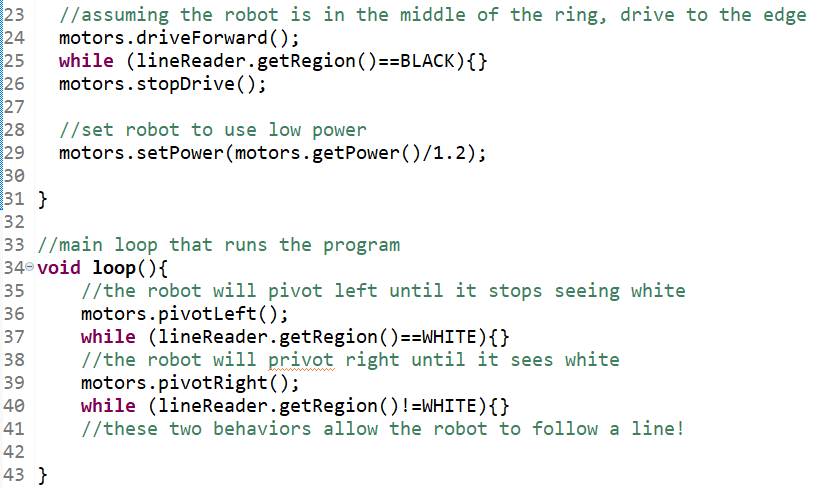 23 //assuming the robot is in the middle of the ring, drive to the edge
24 motors.driveForward();
25 while (lineReader.getRegion()==BLACK){}
26 motors.stopDrive();
27
28 //set robot to use low power
29 motors.setPower(motors.getPower()/1.2);
30
31 }
32
33 //main loop that runs the program
34 void loop(){
35 //the robot will pivot left until it stops seeing white
36 motors.pivotLeft();
37 while (lineReader.getRegion()==WHITE){}
38 //the robot will privot right until it sees white
39 motors.pivotRight();
40 while (lineReader.getRegion()!=WHITE){}
41 //these two behaviors allow the robot to follow a line!
42
43 }